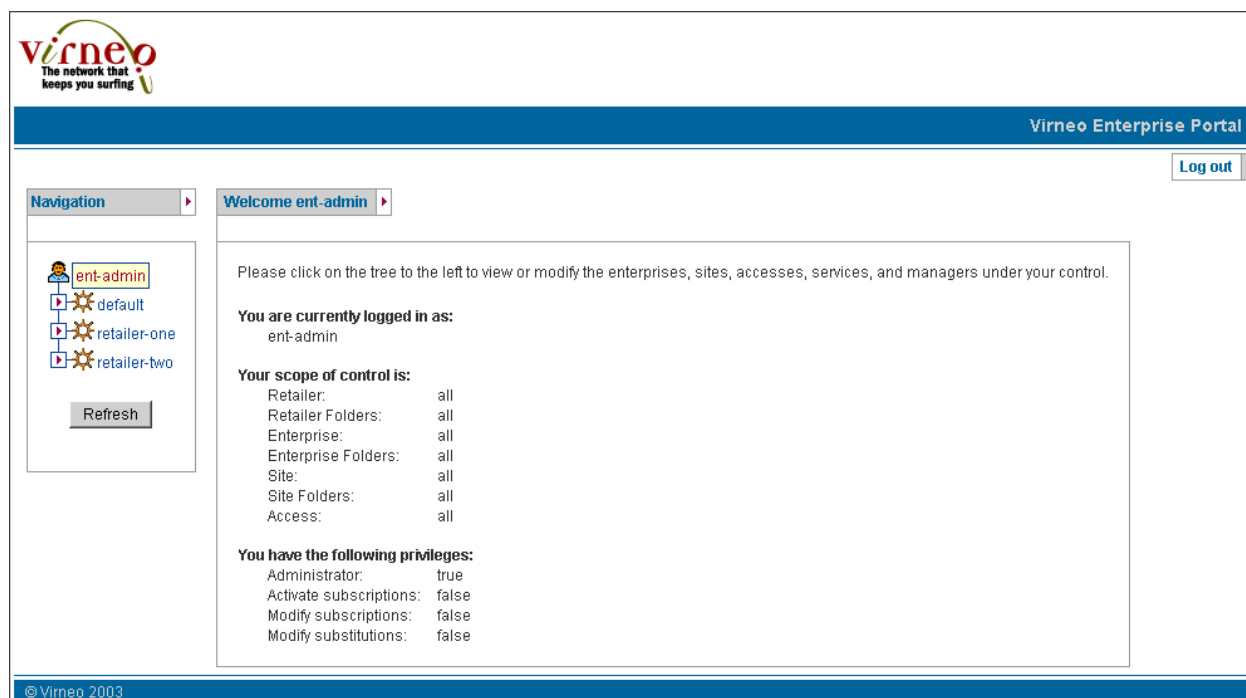 Virneo
The network that
keeps you surfing
Virneo Enterprise Portal
Log out
Navigation
Welcome ent-admin
ent-admin
default
retailer-one
retailer-two
Refresh
Please click on the tree to the left to view or modify the enterprises, sites, accesses, services, and managers under your control.
You are currently logged in as:
ent-admin
Your scope of control is:
Retailer: all
Retailer Folders: all
Enterprise: all
Enterprise Folders: all
Site: all
Site Folders: all
Access: all
You have the following privileges:
Administrator: true
Activate subscriptions: false
Modify subscriptions: false
Modify substitutions: false
© Virneo 2003